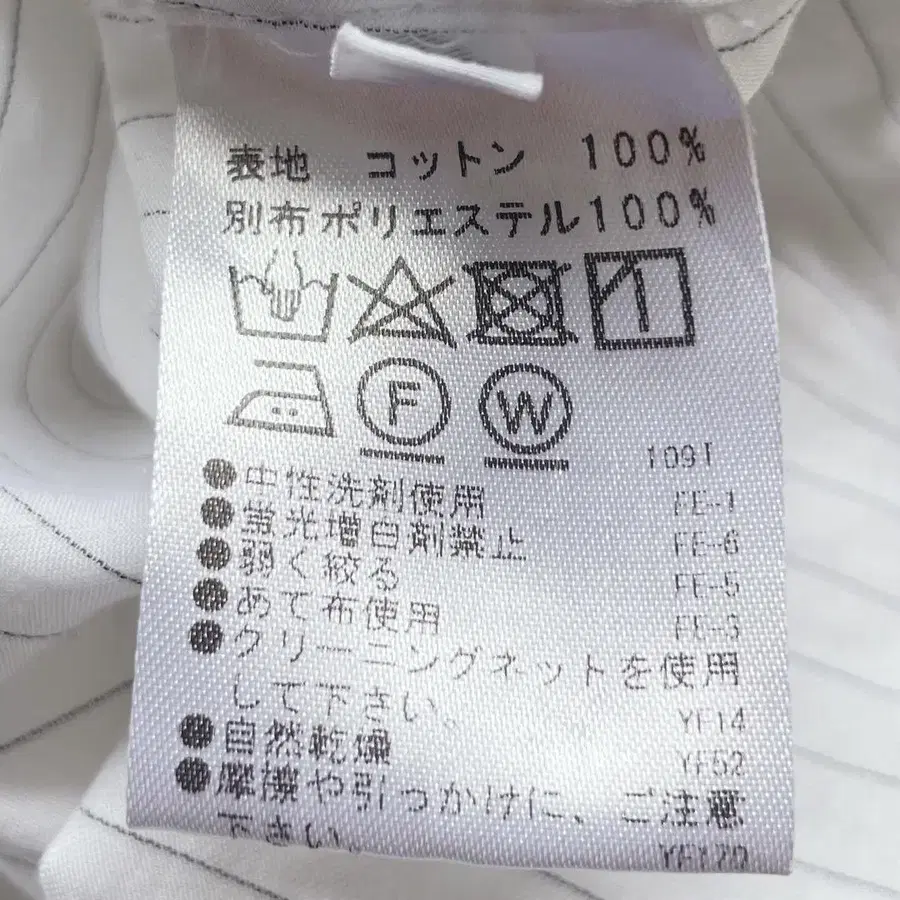 表地 コットン 100%
別布ポリエステル100%
F W
109T
●中性洗剤使用 FE-1
●蛍光増白剤禁止 FE-6
●弱く絞る FE-5
●あて布使用 FE-3
●クリーニングネットを使用
して下さい。 YF14
●自然乾燥 YF52
●摩擦や引っかけに、ご注意
下さい。 YF170